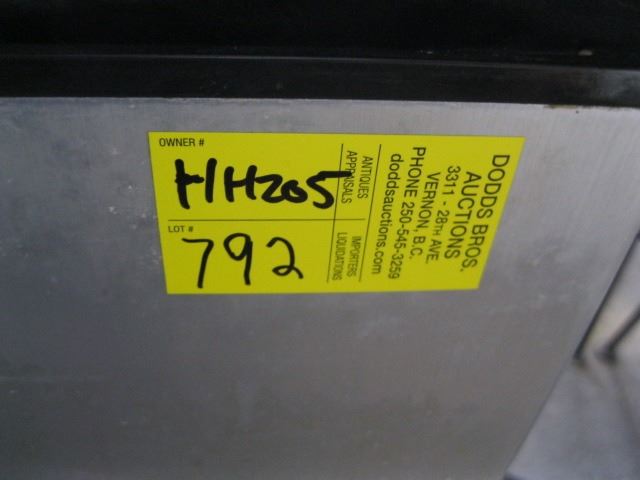 OWNER #
HH205
LOT #
792
ANTIQUES
APPRAISALS
IMPORTERS
LIQUIDATIONS
DODDS BROS.
AUCTIONS
3311 - 28TH AVE.
VERNON, B.C.
PHONE 250-545-3259
doddsauctions.com